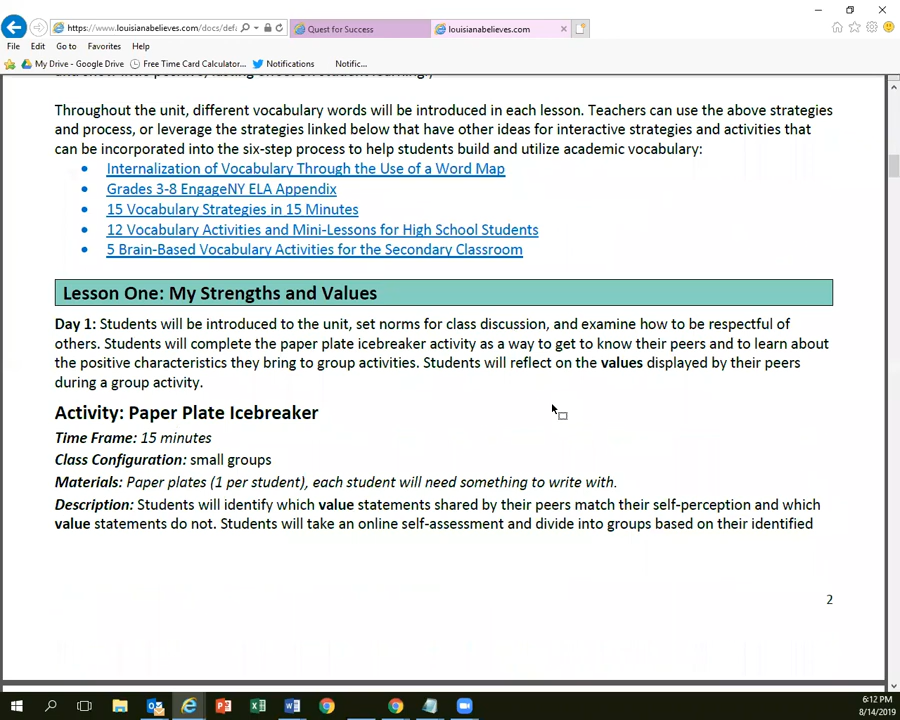 https://www.louisianabelieves.com/docs/defa
Quest for Success
louisianabelieves.com
File Edit Go to Favorites Help
My Drive - Google Drive Free Time Card Calculator... Notifications Notific...
Throughout the unit, different vocabulary words will be introduced in each lesson. Teachers can use the above strategies
and process, or leverage the strategies linked below that have other ideas for interactive strategies and activities that
can be incorporated into the six-step process to help students build and utilize academic vocabulary:
• Internalization of Vocabulary Through the Use of a Word Map
• Grades 3-8 EngageNY ELA Appendix
• 15 Vocabulary Strategies in 15 Minutes
• 12 Vocabulary Activities and Mini-Lessons for High School Students
• 5 Brain-Based Vocabulary Activities for the Secondary Classroom
Lesson One: My Strengths and Values
Day 1: Students will be introduced to the unit, set norms for class discussion, and examine how to be respectful of
others. Students will complete the paper plate icebreaker activity as a way to get to know their peers and to learn about
the positive characteristics they bring to group activities. Students will reflect on the values displayed by their peers
during a group activity.
Activity: Paper Plate Icebreaker
Time Frame: 15 minutes
Class Configuration: small groups
Materials: Paper plates (1 per student), each student will need something to write with.
Description: Students will identify which value statements shared by their peers match their self-perception and which
value statements do not. Students will take an online self-assessment and divide into groups based on their identified
2
6:12 PM
8/14/2019